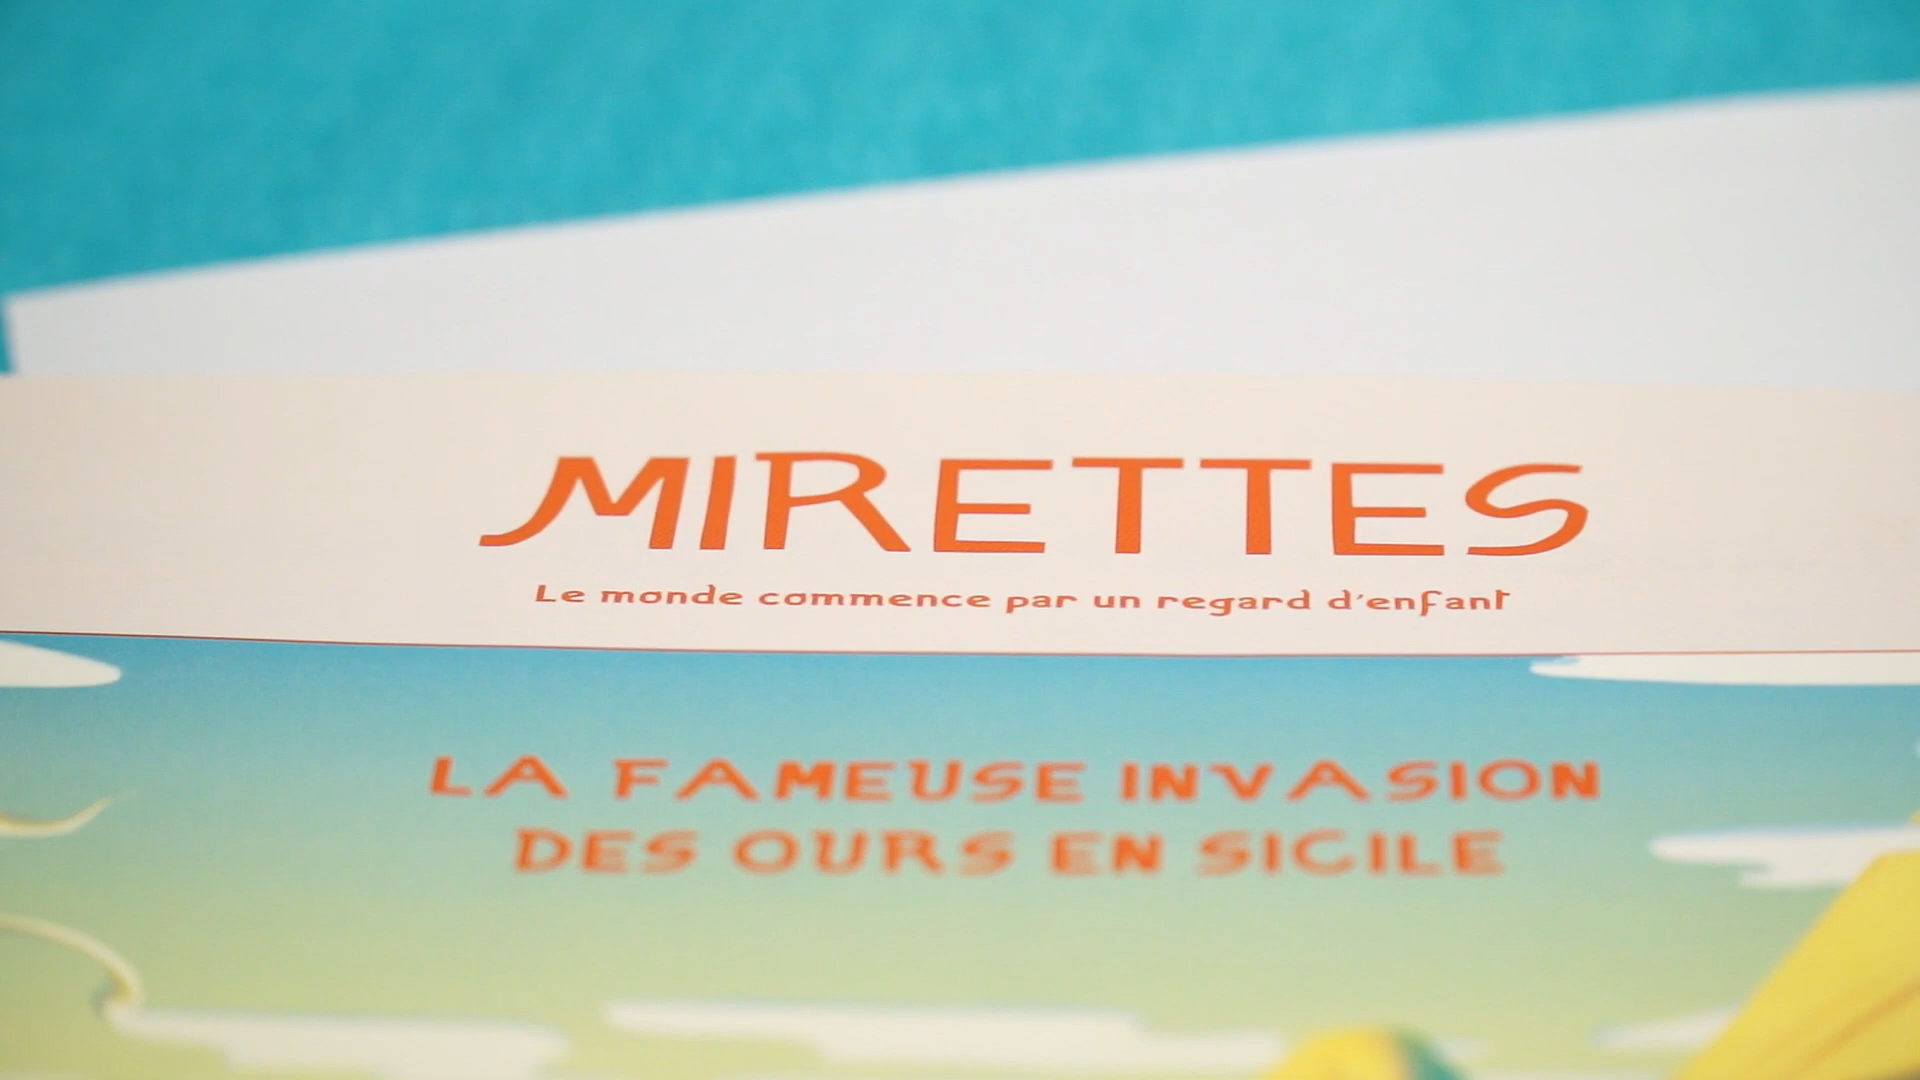 MIRETTES
Le monde commence par un regard d'enfant
LA FAMEUSE INVASION
DES OURS EN SICILE